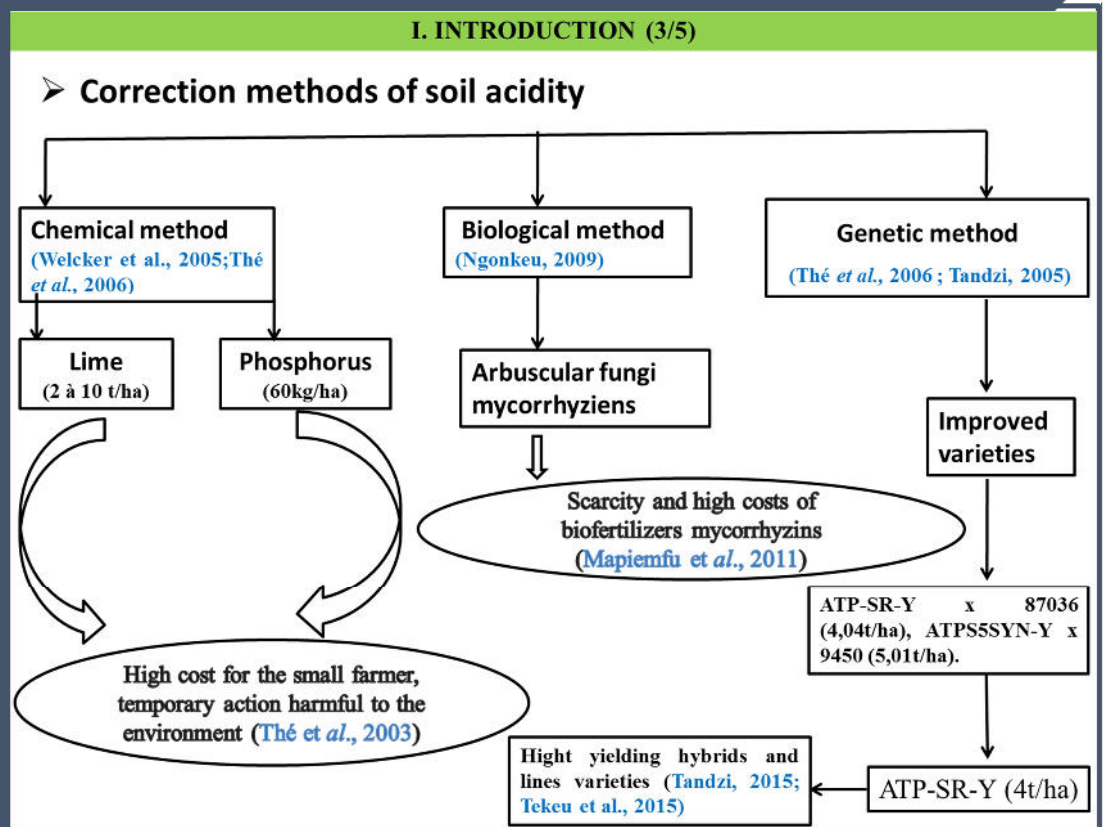 I. INTRODUCTION (3/5)
➢ Correction methods of soil acidity
Chemical method
(Welcker et al., 2005;Thé
et al., 2006)
Biological method
(Ngonkeu, 2009)
Genetic method
(Thé et al., 2006 ; Tandzi, 2005)
Lime
(2 à 10 t/ha)
Phosphorus
(60kg/ha)
Arbuscular fungi
mycorrhyziens
Improved
varieties
Scarcity and high costs of
biofertilizers mycorrhyzins
(Mapiemfu et al., 2011)
ATP-SR-Y x 87036
(4,04t/ha), ATPS5SYN-Y x
9450 (5,01t/ha).
High cost for the small farmer,
temporary action harmful to the
environment (Thé et al., 2003)
Hight yielding hybrids and
lines varieties (Tandzi, 2015;
Tekeu et al., 2015)
ATP-SR-Y (4t/ha)